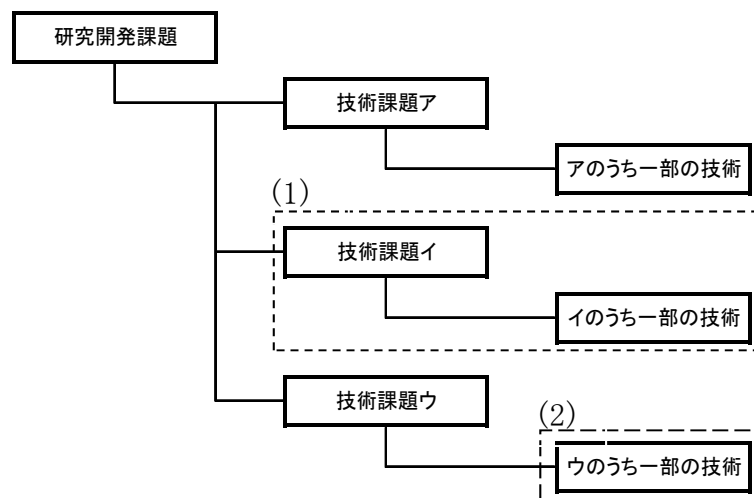 研究開発課題
技術課題ア
アのうち一部の技術
(1)
技術課題イ
イのうち一部の技術
技術課題ウ
(2)
ウのうち一部の技術